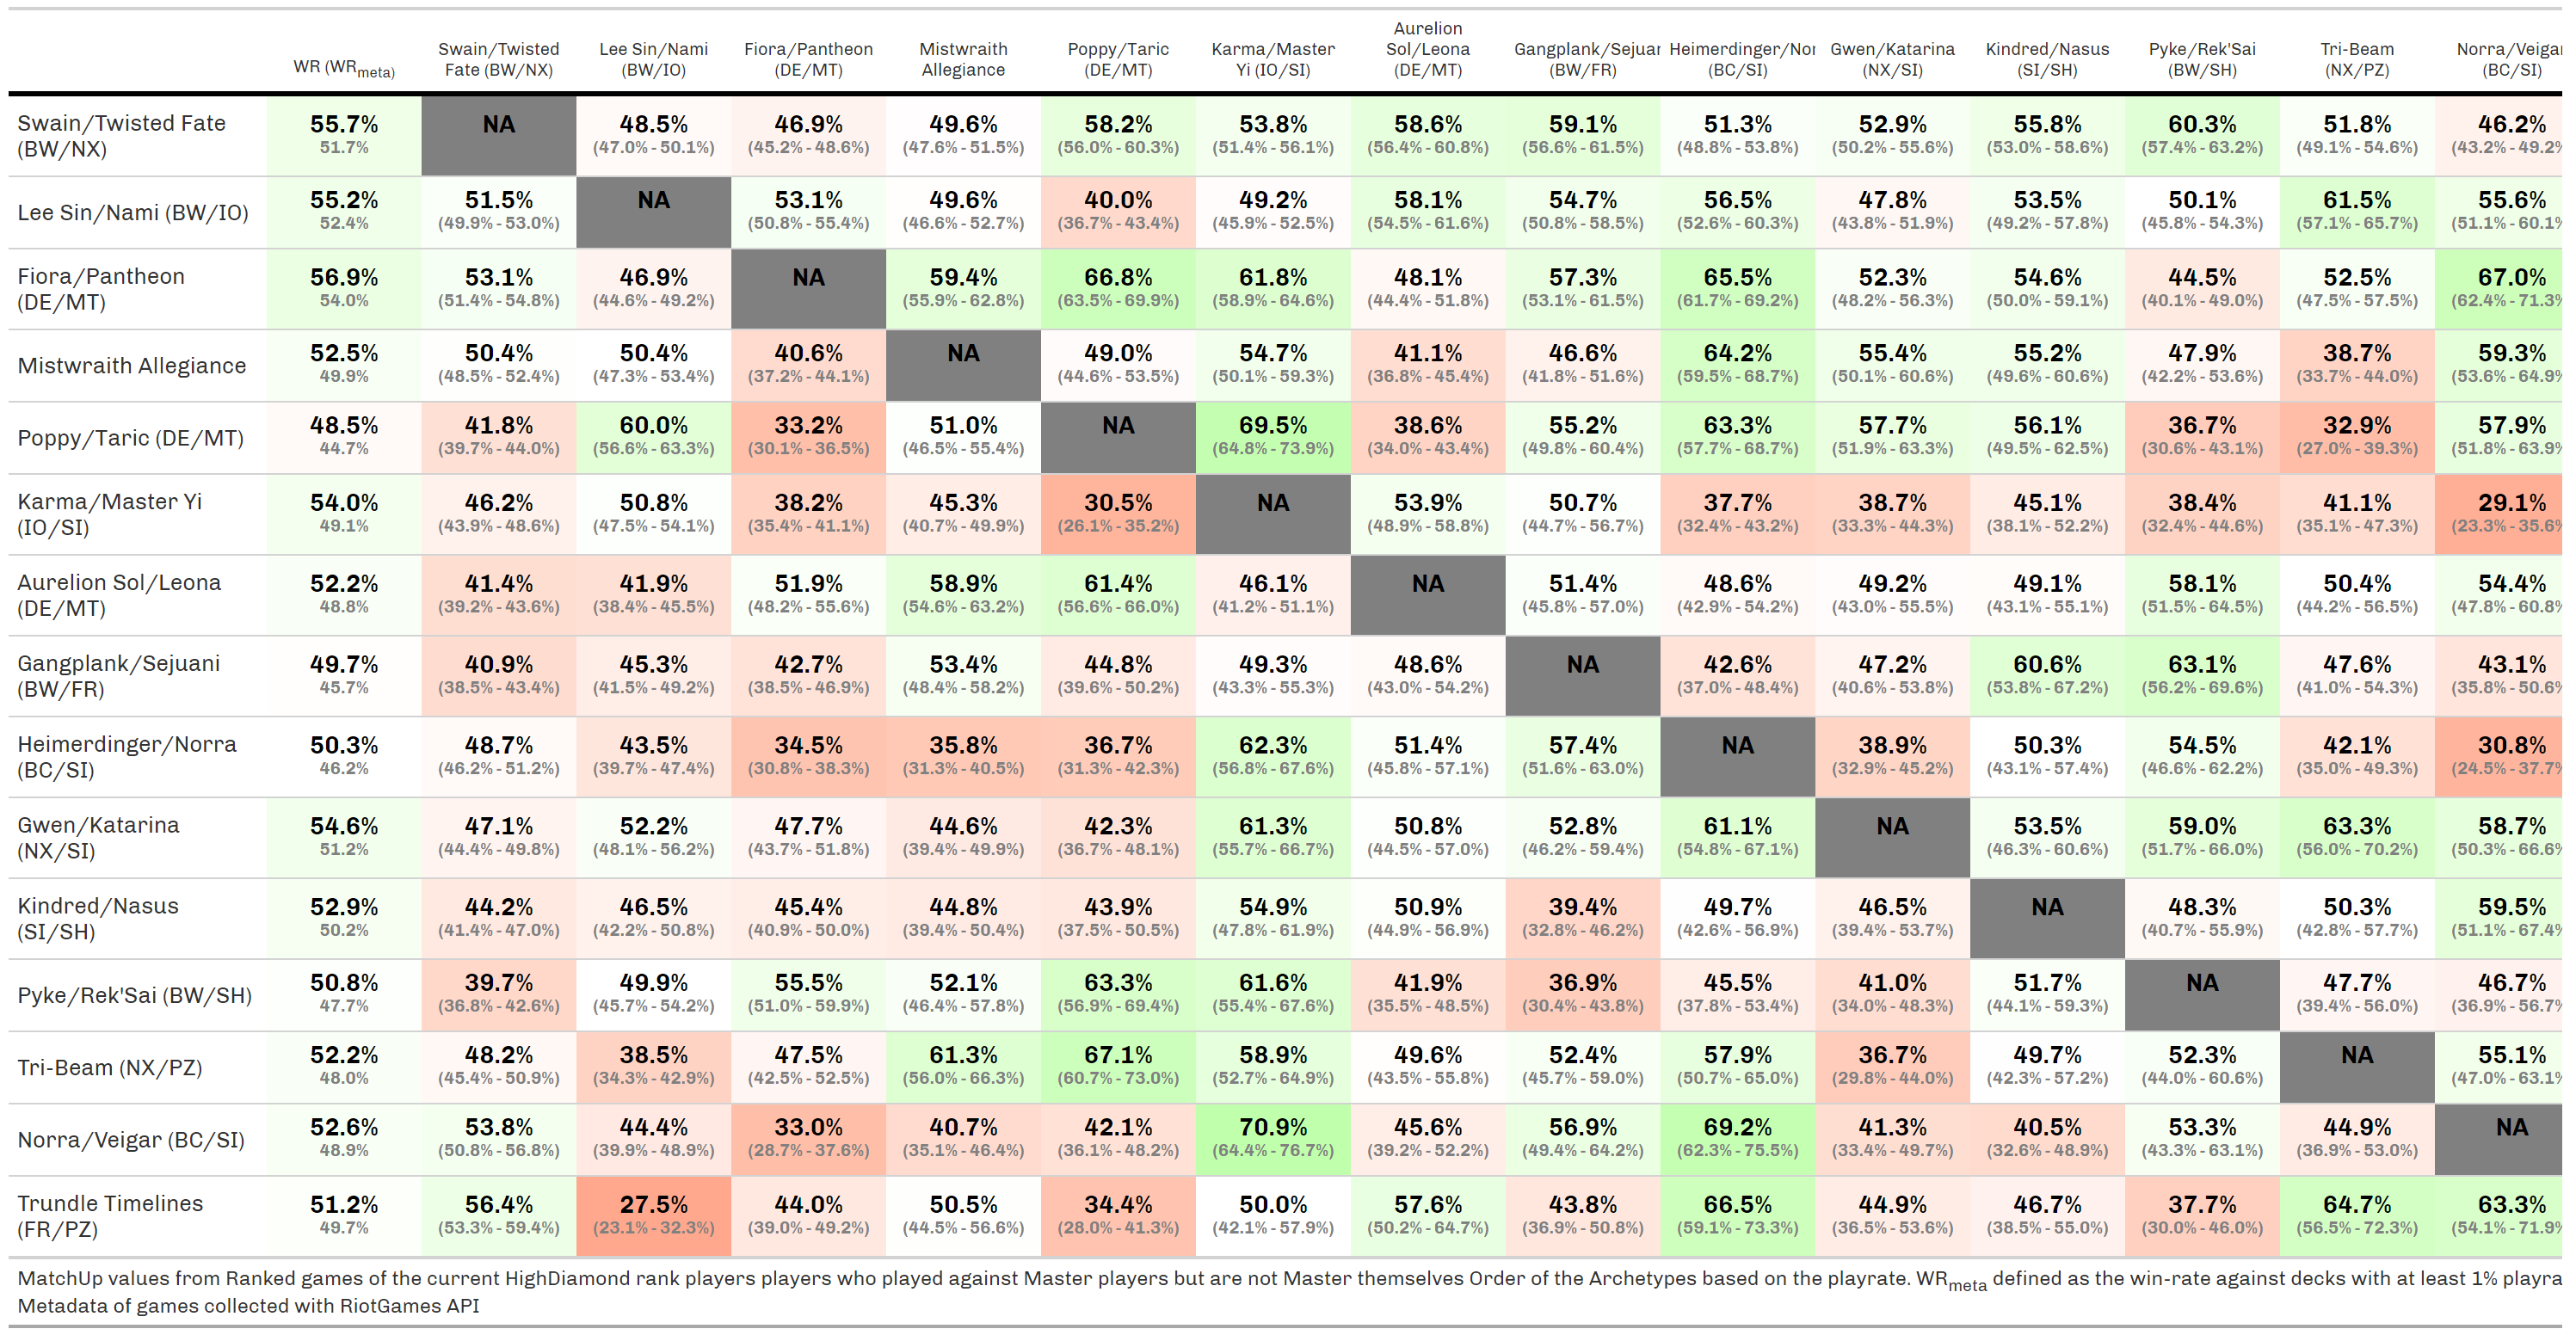 WR (WRmeta) Swain/Twisted Fate (BW/NX) Lee Sin/Nami (BW/IO) Fiora/Pantheon (DE/MT) Mistwraith Allegiance Poppy/Taric (DE/MT) Karma/Master Yi (IO/SI) Aurelion Sol/Leona (DE/MT) Gangplank/Sejuar (BW/FR) Heimerdinger/Nor (BC/SI) Gwen/Katarina (NX/SI) Kindred/Nasus (SI/SH) Pyke/Rek'Sai (BW/SH) Tri-Beam (NX/PZ) Norra/Veigar (BC/SI)
Swain/Twisted Fate (BW/NX) 55.7% NA 48.5% 46.9% 49.6% 58.2% 53.8% 58.6% 59.1% 51.3% 52.9% 55.8% 60.3% 51.8% 46.2%
51.7% (47.0% - 50.1%) (45.2% - 48.6%) (47.6% - 51.5%) (56.0% - 60.3%) (51.4% - 56.1%) (56.4% - 60.8%) (56.6% - 61.5%) (48.8% - 53.8%) (50.2% - 55.6%) (53.0% - 58.6%) (57.4% - 63.2%) (49.1% - 54.6%) (43.2% - 49.2%
Lee Sin/Nami (BW/IO) 55.2% 51.5% NA 53.1% 49.6% 40.0% 49.2% 58.1% 54.7% 56.5% 47.8% 53.5% 50.1% 61.5% 55.6%
52.4% (49.9% - 53.0%) (50.8% - 55.4%) (46.6% - 52.7%) (36.7% - 43.4%) (45.9% - 52.5%) (54.5% - 61.6%) (50.8% - 58.5%) (52.6% - 60.3%) (43.8% - 51.9%) (49.2% - 57.8%) (45.8% - 54.3%) (57.1% - 65.7%) (51.1% - 60.1%
Fiora/Pantheon (DE/MT) 56.9% 53.1% 46.9% NA 59.4% 66.8% 61.8% 48.1% 57.3% 65.5% 52.3% 54.6% 44.5% 52.5% 67.0%
54.0% (51.4% - 54.8%) (44.6% - 49.2%) (55.9% - 62.8%) (63.5% - 69.9%) (58.9% - 64.6%) (44.4% - 51.8%) (53.1% - 61.5%) (61.7% - 69.2%) (48.2% - 56.3%) (50.0% - 59.1%) (40.1% - 49.0%) (47.5% - 57.5%) (62.4% - 71.3%
Mistwraith Allegiance 52.5% 50.4% 50.4% 40.6% NA 49.0% 54.7% 41.1% 46.6% 64.2% 55.4% 55.2% 47.9% 38.7% 59.3%
49.9% (48.5% - 52.4%) (47.3% - 53.4%) (37.2% - 44.1%) (44.6% - 53.5%) (50.1% - 59.3%) (36.8% - 45.4%) (41.8% - 51.6%) (59.5% - 68.7%) (50.1% - 60.6%) (49.6% - 60.6%) (42.2% - 53.6%) (33.7% - 44.0%) (53.6% - 64.9%
Poppy/Taric (DE/MT) 48.5% 41.8% 60.0% 33.2% 51.0% NA 69.5% 38.6% 55.2% 63.3% 57.7% 56.1% 36.7% 32.9% 57.9%
44.7% (39.7% - 44.0%) (56.6% - 63.3%) (30.1% - 36.5%) (46.5% - 55.4%) (64.8% - 73.9%) (34.0% - 43.4%) (49.8% - 60.4%) (57.7% - 68.7%) (51.9% - 63.3%) (49.5% - 62.5%) (30.6% - 43.1%) (27.0% - 39.3%) (51.8% - 63.9%
Karma/Master Yi (IO/SI) 54.0% 46.2% 50.8% 38.2% 45.3% 30.5% NA 53.9% 50.7% 37.7% 38.7% 45.1% 38.4% 41.1% 29.1%
49.1% (43.9% - 48.6%) (47.5% - 54.1%) (35.4% - 41.1%) (40.7% - 49.9%) (26.1% - 35.2%) (48.9% - 58.8%) (44.7% - 56.7%) (32.4% - 43.2%) (33.3% - 44.3%) (38.1% - 52.2%) (32.4% - 44.6%) (35.1% - 47.3%) (23.3% - 35.6%
Aurelion Sol/Leona (DE/MT) 52.2% 41.4% 41.9% 51.9% 58.9% 61.4% 46.1% NA 51.4% 48.6% 49.2% 49.1% 58.1% 50.4% 54.4%
48.8% (39.2% - 43.6%) (38.4% - 45.5%) (48.2% - 55.6%) (54.6% - 63.2%) (56.6% - 66.0%) (41.2% - 51.1%) (45.8% - 57.0%) (42.9% - 54.2%) (43.0% - 55.5%) (43.1% - 55.1%) (51.5% - 64.5%) (44.2% - 56.5%) (47.8% - 60.8%
Gangplank/Sejuani (BW/FR) 49.7% 40.9% 45.3% 42.7% 53.4% 44.8% 49.3% 48.6% NA 42.6% 47.2% 60.6% 63.1% 47.6% 43.1%
45.7% (38.5% - 43.4%) (41.5% - 49.2%) (38.5% - 46.9%) (48.4% - 58.2%) (39.6% - 50.2%) (43.3% - 55.3%) (43.0% - 54.2%) (37.0% - 48.4%) (40.6% - 53.8%) (53.8% - 67.2%) (56.2% - 69.6%) (41.0% - 54.3%) (35.8% - 50.6%
Heimerdinger/Norra (BC/SI) 50.3% 48.7% 43.5% 34.5% 35.8% 36.7% 62.3% 51.4% 57.4% NA 38.9% 50.3% 54.5% 42.1% 30.8%
46.2% (46.2% - 51.2%) (39.7% - 47.4%) (30.8% - 38.3%) (31.3% - 40.5%) (31.3% - 42.3%) (56.8% - 67.6%) (45.8% - 57.1%) (51.6% - 63.0%) (32.9% - 45.2%) (43.1% - 57.4%) (46.6% - 62.2%) (35.0% - 49.3%) (24.5% - 37.7%
Gwen/Katarina (NX/SI) 54.6% 47.1% 52.2% 47.7% 44.6% 42.3% 61.3% 50.8% 52.8% 61.1% NA 53.5% 59.0% 63.3% 58.7%
51.2% (44.4% - 49.8%) (48.1% - 56.2%) (43.7% - 51.8%) (39.4% - 49.9%) (36.7% - 48.1%) (55.7% - 66.7%) (44.5% - 57.0%) (46.2% - 59.4%) (54.8% - 67.1%) (46.3% - 60.6%) (51.7% - 66.0%) (56.0% - 70.2%) (50.3% - 66.6%
Kindred/Nasus (SI/SH) 52.9% 44.2% 46.5% 45.4% 44.8% 43.9% 54.9% 50.9% 39.4% 49.7% 46.5% NA 48.3% 50.3% 59.5%
50.2% (41.4% - 47.0%) (42.2% - 50.8%) (40.9% - 50.0%) (39.4% - 50.4%) (37.5% - 50.5%) (47.8% - 61.9%) (44.9% - 56.9%) (32.8% - 46.2%) (42.6% - 56.9%) (39.4% - 53.7%) (40.7% - 55.9%) (42.8% - 57.7%) (51.1% - 67.4%
Pyke/Rek'Sai (BW/SH) 50.8% 39.7% 49.9% 55.5% 52.1% 63.3% 61.6% 41.9% 36.9% 45.5% 41.0% 51.7% NA 47.7% 46.7%
47.7% (36.8% - 42.6%) (45.7% - 54.2%) (51.0% - 59.9%) (46.4% - 57.8%) (56.9% - 69.4%) (55.4% - 67.6%) (35.5% - 48.5%) (30.4% - 43.8%) (37.8% - 53.4%) (34.0% - 48.3%) (44.1% - 59.3%) (39.4% - 56.0%) (36.9% - 56.7%
Tri-Beam (NX/PZ) 52.2% 48.2% 38.5% 47.5% 61.3% 67.1% 58.9% 49.6% 52.4% 57.9% 36.7% 49.7% 52.3% NA 55.1%
48.0% (45.4% - 50.9%) (34.3% - 42.9%) (42.5% - 52.5%) (56.0% - 66.3%) (60.7% - 73.0%) (52.7% - 64.9%) (43.5% - 55.8%) (45.7% - 59.0%) (50.7% - 65.0%) (29.8% - 44.0%) (42.3% - 57.2%) (44.0% - 60.6%) (47.0% - 63.1%
Norra/Veigar (BC/SI) 52.6% 53.8% 44.4% 33.0% 40.7% 42.1% 70.9% 45.6% 56.9% 69.2% 41.3% 40.5% 53.3% 44.9% NA
48.9% (50.8% - 56.8%) (39.9% - 48.9%) (28.7% - 37.6%) (35.1% - 46.4%) (36.1% - 48.2%) (64.4% - 76.7%) (39.2% - 52.2%) (49.4% - 64.2%) (62.3% - 75.5%) (33.4% - 49.7%) (32.6% - 48.9%) (43.3% - 63.1%) (36.9% - 53.0%)
Trundle Timelines (FR/PZ) 51.2% 56.4% 27.5% 44.0% 50.5% 34.4% 50.0% 57.6% 43.8% 66.5% 44.9% 46.7% 37.7% 64.7% 63.3%
49.7% (53.3% - 59.4%) (23.1% - 32.3%) (39.0% - 49.2%) (44.5% - 56.6%) (28.0% - 41.3%) (42.1% - 57.9%) (50.2% - 64.7%) (36.9% - 50.8%) (59.1% - 73.3%) (36.5% - 53.6%) (38.5% - 55.0%) (30.0% - 46.0%) (56.5% - 72.3%) (54.1% - 71.9%
MatchUp values from Ranked games of the current HighDiamond rank players players who played against Master players but are not Master themselves Order of the Archetypes based on the playrate. WRmeta defined as the win-rate against decks with at least 1% playra
Metadata of games collected with RiotGames API